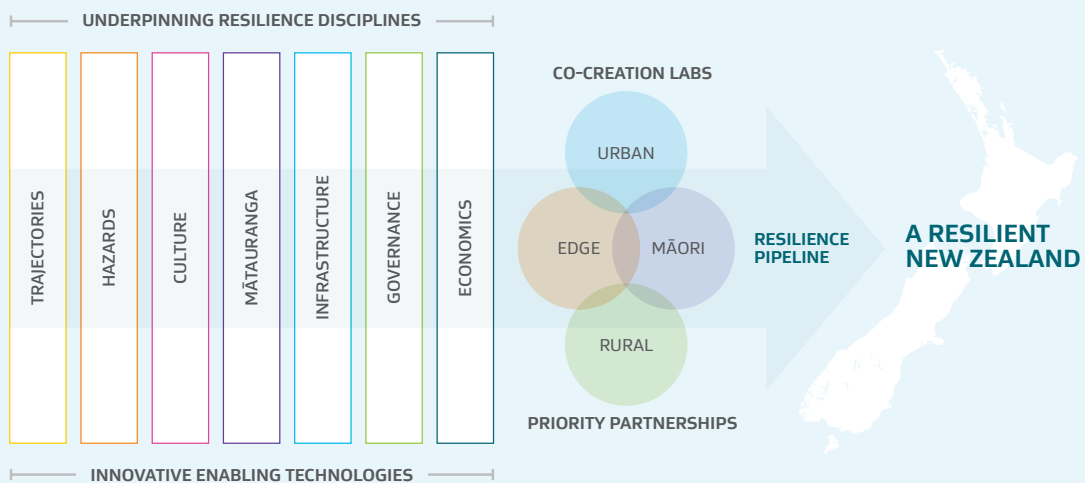 UNDERPINNING RESILIENCE DISCIPLINES
TRAJECTORIES
HAZARDS
CULTURE
MĀTAURANGA
INFRASTRUCTURE
GOVERNANCE
ECONOMICS
INNOVATIVE ENABLING TECHNOLOGIES
CO-CREATION LABS
URBAN
EDGE
MĀORI
RURAL
PRIORITY PARTNERSHIPS
RESILIENCE
PIPELINE
A RESILIENT
NEW ZEALAND